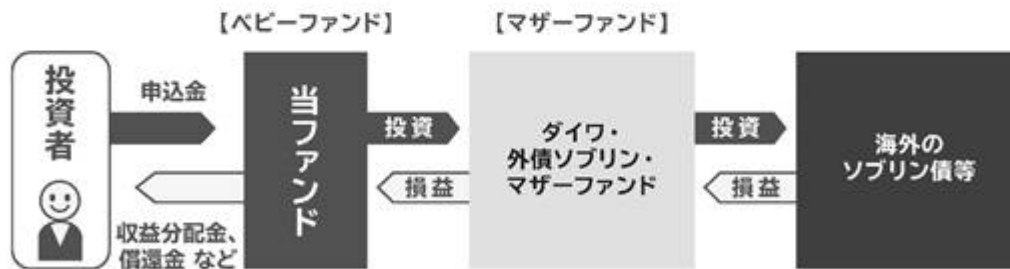 【ベビーファンド】
【マザーファンド】
投資者
申込金
収益分配金、
償還金 など
当ファンド
投資
損益
ダイワ・
外債ソブリン・
マザーファンド
投資
損益
海外の
ソブリン債等